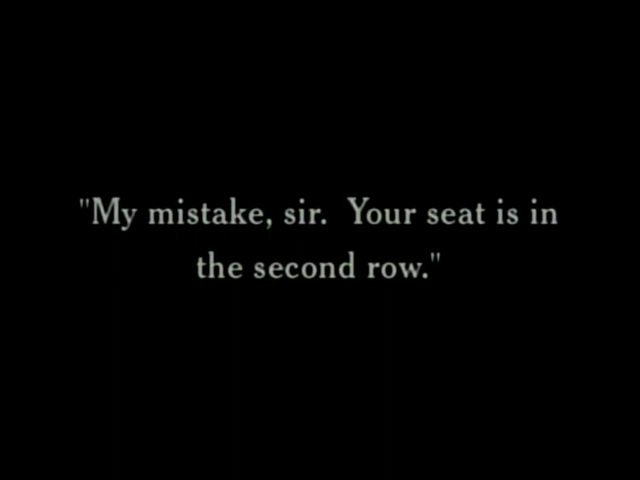 "My mistake, sir.  Your seat is in
the second row."